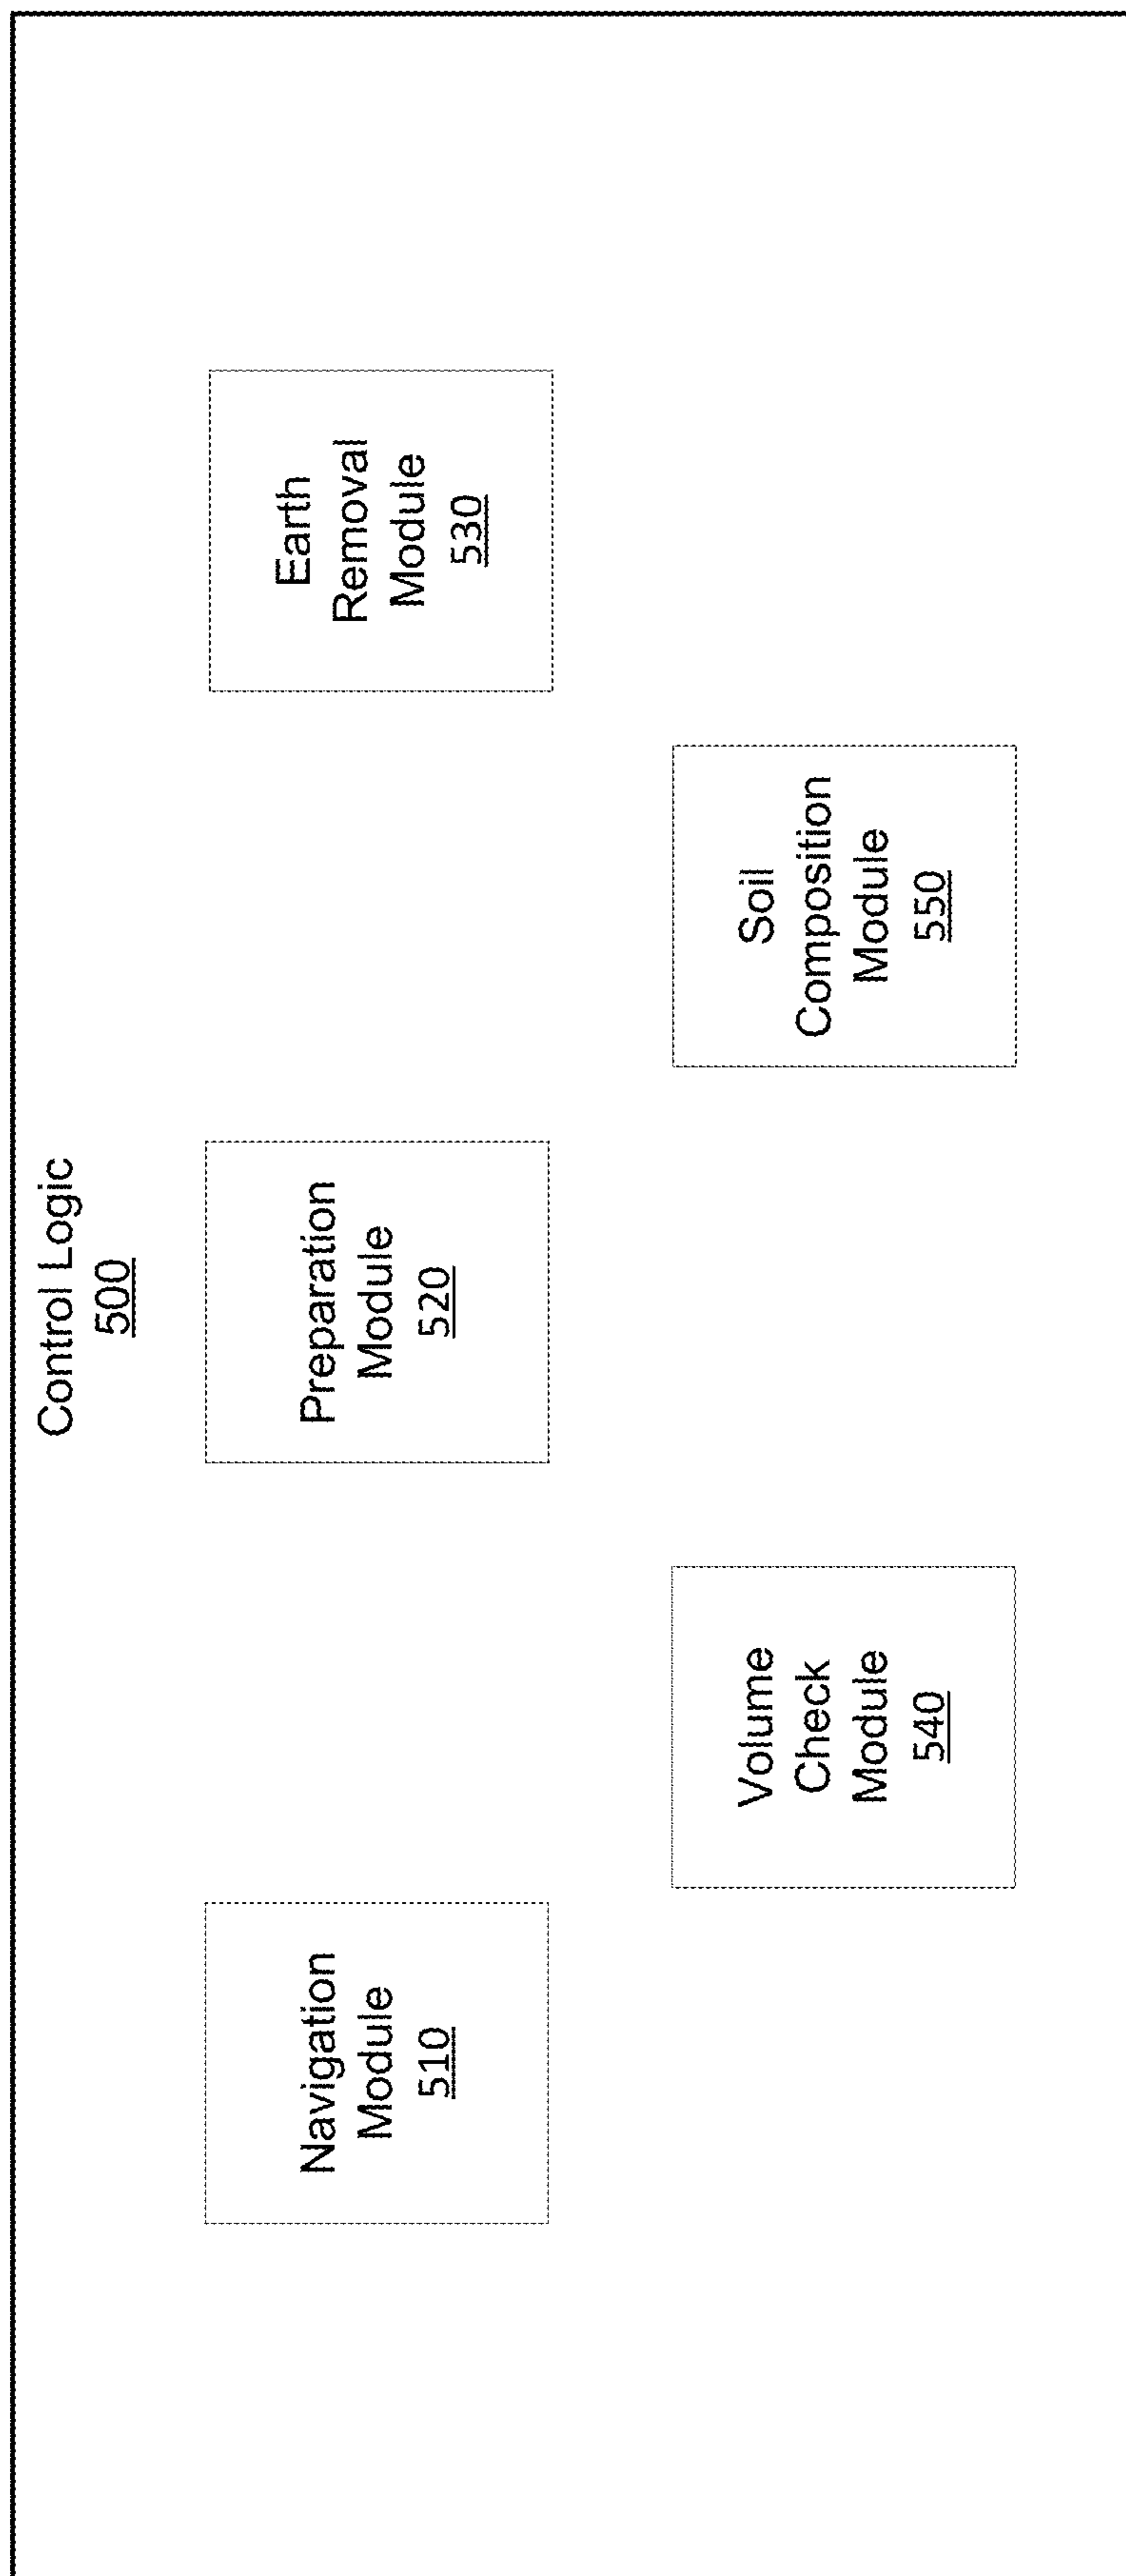 Control Logic
500
Navigation
Module
510
Preparation
Module
520
Earth
Removal
Module
530
Volume
Check
Module
540
Soil
Composition
Module
550